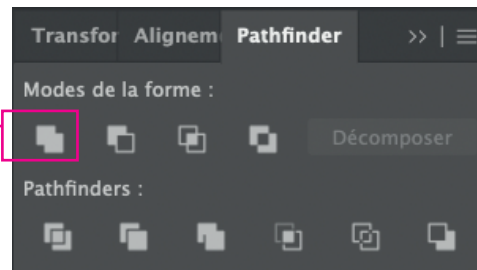 Transfor Alignem Pathfinder
Modes de la forme :
Décomposer
Pathfinders :